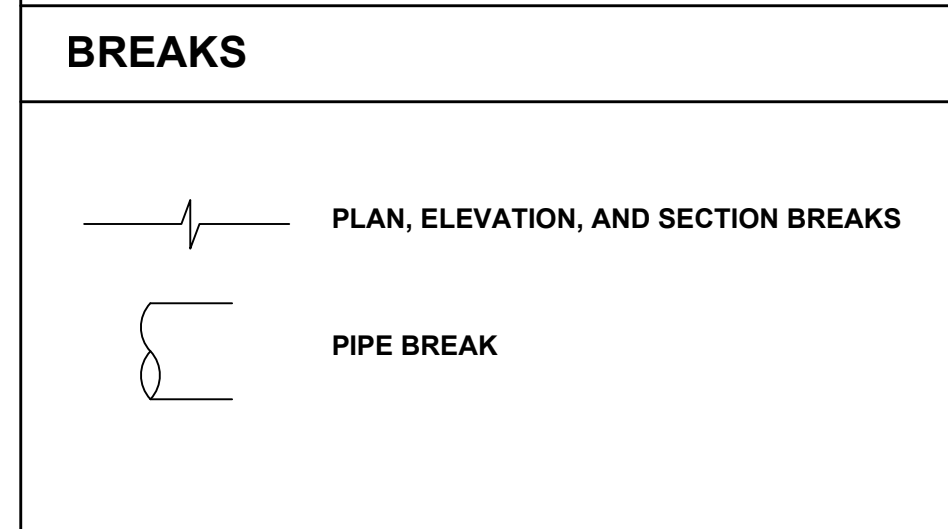 BREAKS
PLAN, ELEVATION, AND SECTION BREAKS
PIPE BREAK